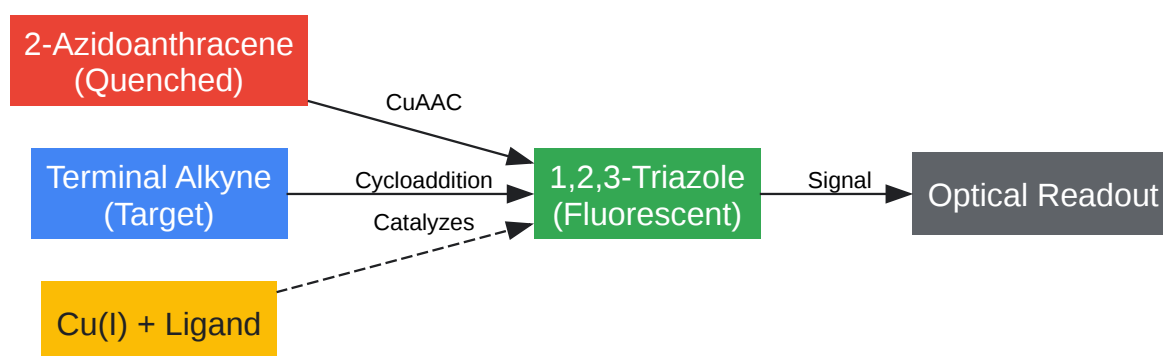 2-Azidoanthracene
(Quenched)
CuAAC
Terminal Alkyne
(Target)
Cycloaddition
Catalyzes
1,2,3-Triazole
(Fluorescent)
Signal
Optical Readout
Cu(I) + Ligand